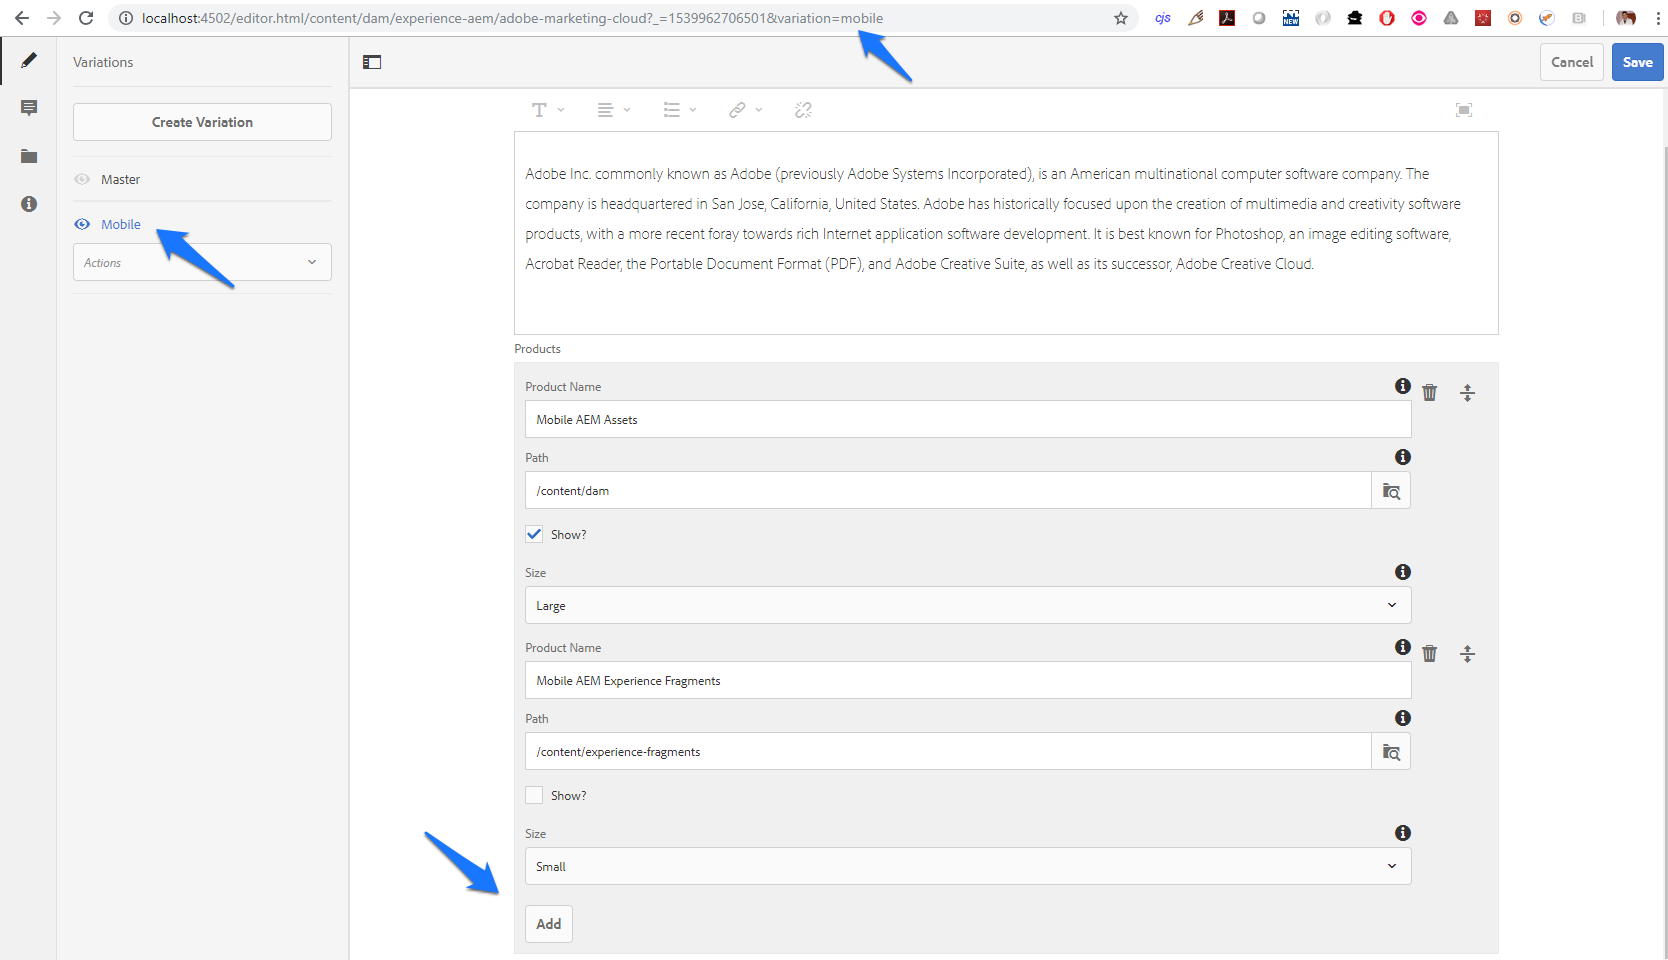 localhost:4502/editor.html/content/dam/experience-aem/adobe-marketing-cloud?_=1539962706501&variation=mobile
cjs
NEW
Variations
Cancel
Save
Create Variation
Master
Mobile
Actions
Adobe Inc. commonly known as Adobe (previously Adobe Systems Incorporated), is an American multinational computer software company. The
company is headquartered in San Jose, California, United States. Adobe has historically focused upon the creation of multimedia and creativity software
products, with a more recent foray towards rich Internet application software development. It is best known for Photoshop, an image editing software,
Acrobat Reader, the Portable Document Format (PDF), and Adobe Creative Suite, as well as its successor, Adobe Creative Cloud.
Products
Product Name
Mobile AEM Assets
Path
/content/dam
Show?
Size
Large
Product Name
Mobile AEM Experience Fragments
Path
/content/experience-fragments
Show?
Size
Small
Add